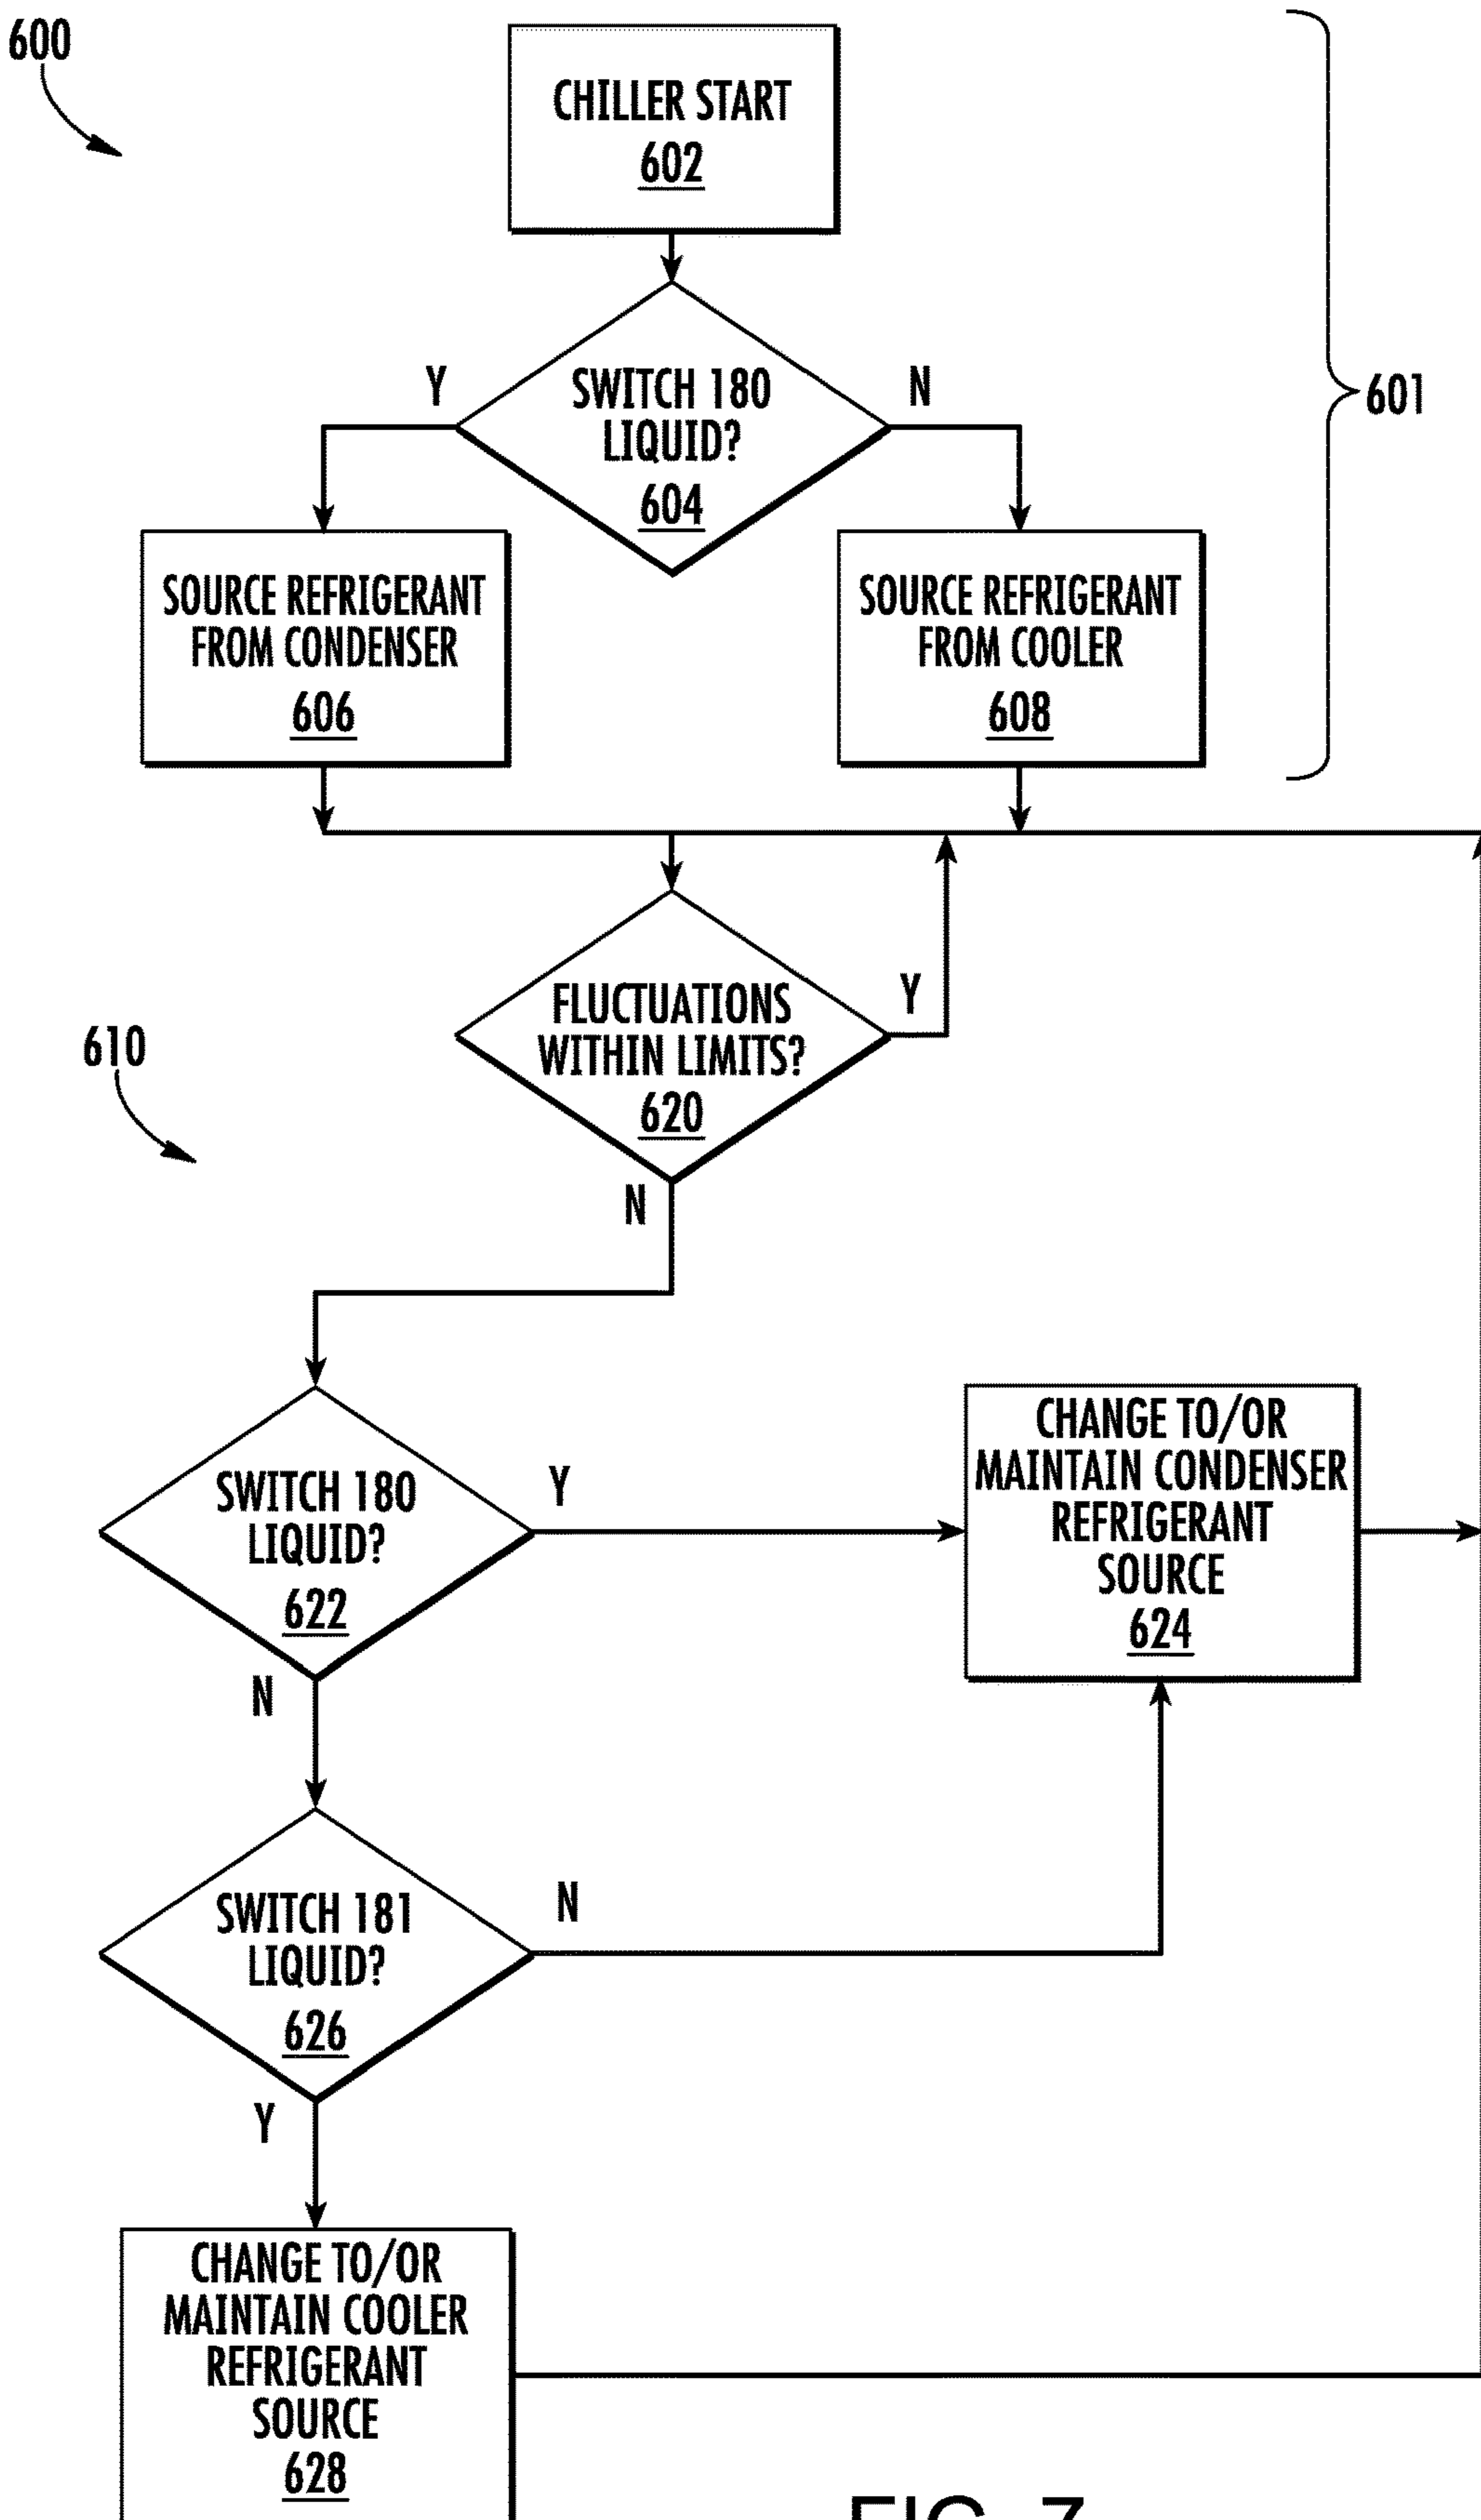 600
CHILLER START
602
601
Y
SWITCH 180
LIQUID?
604
N
SOURCE REFRIGERANT
FROM CONDENSER
606
SOURCE REFRIGERANT
FROM COOLER
608
610
FLUCTUATIONS
WITHIN LIMITS?
620
Y
N
SWITCH 180
LIQUID?
622
Y
N
CHANGE TO/OR
MAINTAIN CONDENSER
REFRIGERANT
SOURCE
624
SWITCH 181
LIQUID?
626
N
Y
CHANGE TO/OR
MAINTAIN COOLER
REFRIGERANT
SOURCE
628
FIG. 7